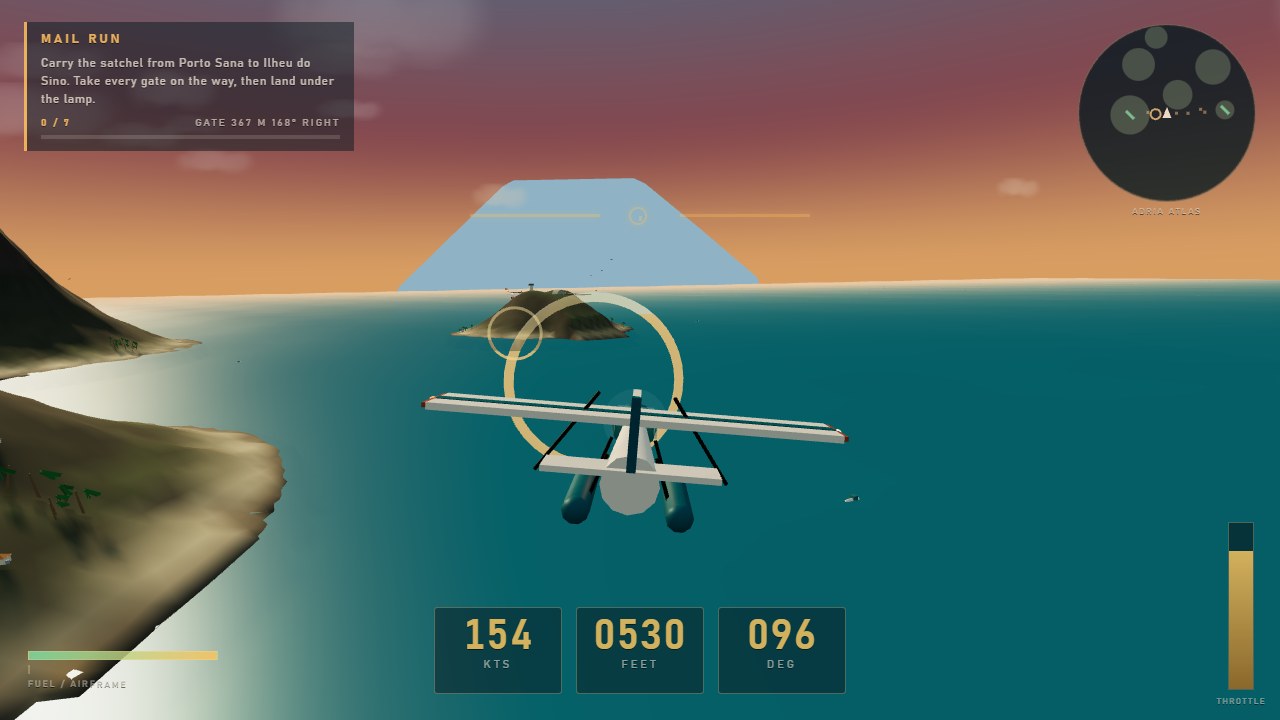 MAIL RUN
Carry the satchel from Porto Sana to Ilheu do
Sino. Take every gate on the way, then land under
the lamp.
0 / 7
GATE 367 M 168° RIGHT
ADRIA ATLAS
154
KTS
0530
FEET
096
DEG
FUEL / AIRFRAME
THROTTLE